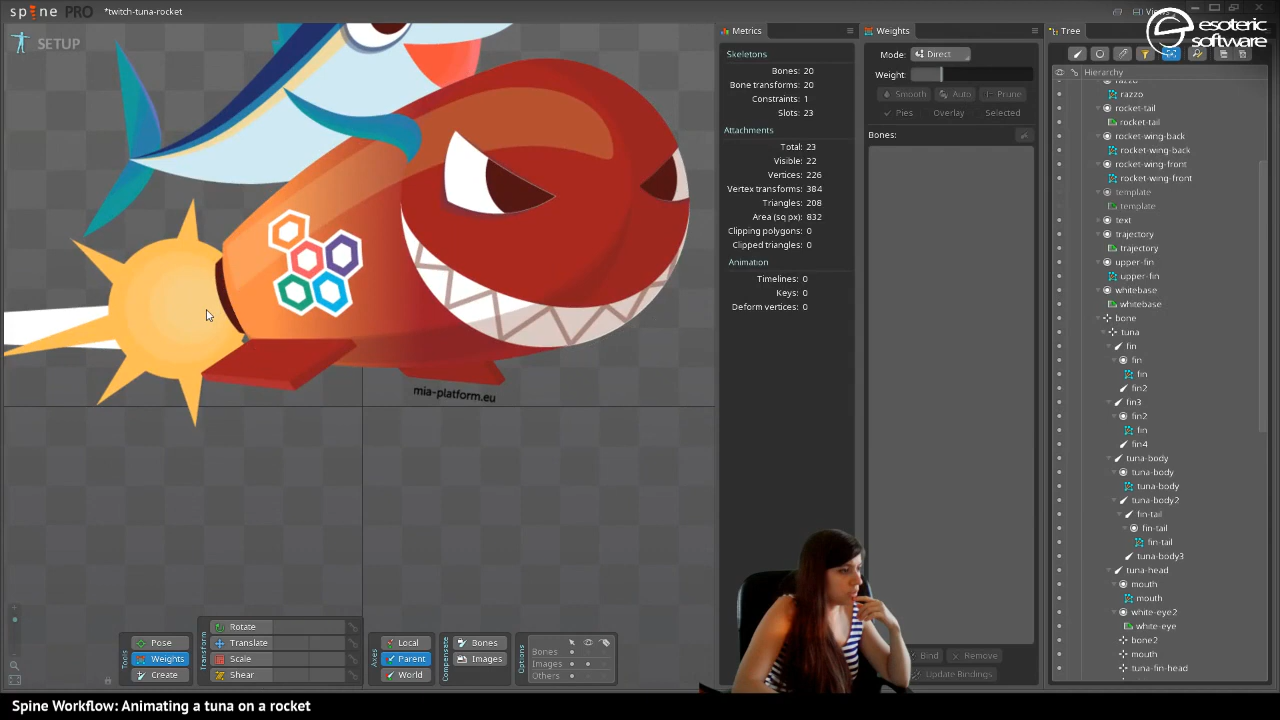 spine PRO
*twitch-tuna-rocket
Views
esoteric
software
SETUP
mia-platform.eu
Metrics
Skeletons
Bones: 20
Bone transforms: 20
Constraints: 1
Slots: 23
Attachments
Total: 23
Visible: 22
Vertices: 226
Vertex transforms: 384
Triangles: 208
Area (sq px): 832
Clipping polygons: 0
Clipped triangles: 0
Animation
Timelines: 0
Keys: 0
Deform vertices: 0
Weights
Mode: Direct
Weight:
Smooth Auto Prune
Pies Overlay Selected
Bones:
Bind Remove
Update Bindings
Tree
Hierarchy
razzo
razzo
rocket-tail
rocket-tail
rocket-wing-back
rocket-wing-back
rocket-wing-front
rocket-wing-front
template
template
text
trajectory
trajectory
upper-fin
upper-fin
whitebase
whitebase
bone
tuna
fin
fin
fin
fin2
fin3
fin2
fin
fin4
tuna-body
tuna-body
tuna-body
tuna-body2
fin-tail
fin-tail
fin-tail
tuna-body3
tuna-head
mouth
mouth
white-eye2
white-eye
bone2
mouth
tuna-fin-head
Tools
Pose
Weights
Create
Transform
Rotate
Translate
Scale
Shear
Axes
Local
Parent
World
Compensate
Bones
Images
Options
Bones
Images
Others
Spine Workflow: Animating a tuna on a rocket